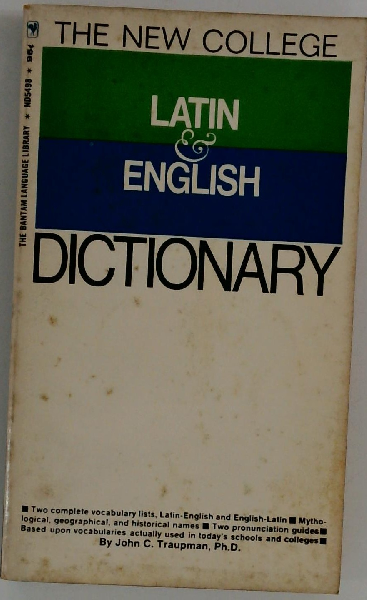 THE NEW COLLEGE
LATIN
&
ENGLISH
DICTIONARY
■ Two complete vocabulary lists, Latin-English and English-Latin ■ Mytho-
logical, geographical, and historical names ■ Two pronunciation guides ■
Based upon vocabularies actually used in today's schools and colleges ■
By John C. Traupman, Ph.D.
THE BANTAM LANGUAGE LIBRARY * ND5498 * 95¢